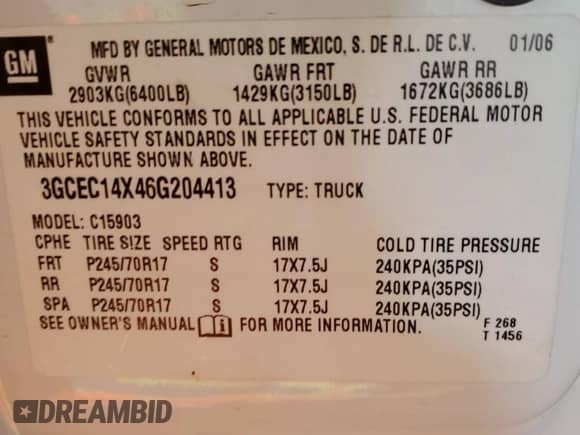 GM
MFD BY GENERAL MOTORS DE MEXICO, S. DE R.L. DE C.V. 01/06
GVWR GAWR FRT GAWR RR
2903KG(6400LB) 1429KG(3150LB) 1672KG(3686LB)
THIS VEHICLE CONFORMS TO ALL APPLICABLE U.S. FEDERAL MOTOR
VEHICLE SAFETY STANDARDS IN EFFECT ON THE DATE OF
MANUFACTURE SHOWN ABOVE.
3GCEC14X46G204413 TYPE: TRUCK
MODEL: C15903
CPHE TIRE SIZE SPEED RTG RIM COLD TIRE PRESSURE
FRT P245/70R17 S 17X7.5J 240KPA(35PSI)
RR P245/70R17 S 17X7.5J 240KPA(35PSI)
SPA P245/70R17 S 17X7.5J 240KPA(35PSI)
SEE OWNER'S MANUAL i FOR MORE INFORMATION.
F 268
T 1456
DREAMBID